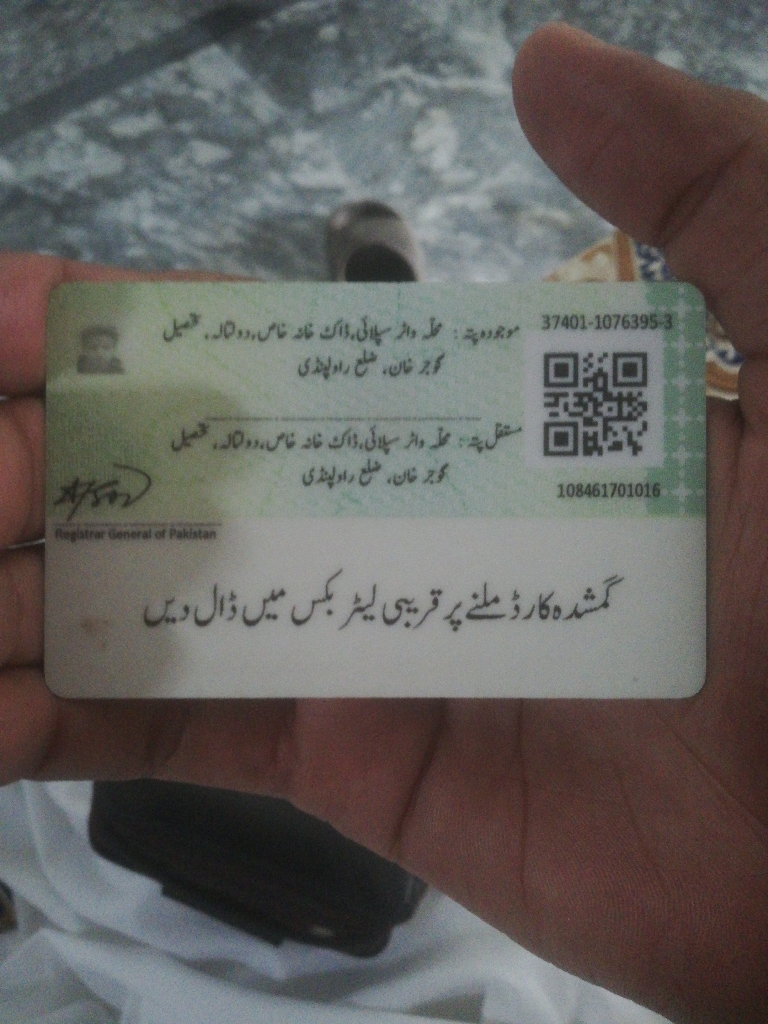 موجودہ پتہ : محلّہ واٹر سپلائی، ڈاک خانہ خاص، دولتالہ، تحصیل
گوجر خان، ضلع راولپنڈی
37401-1076395-3
مستقل پتہ : محلّہ واٹر سپلائی، ڈاک خانہ خاص، دولتالہ، تحصیل
گوجر خان، ضلع راولپنڈی
108461701016
Registrar General of Pakistan
گمشدہ کارڈ ملنے پر قریبی لیٹر بکس میں ڈال دیں